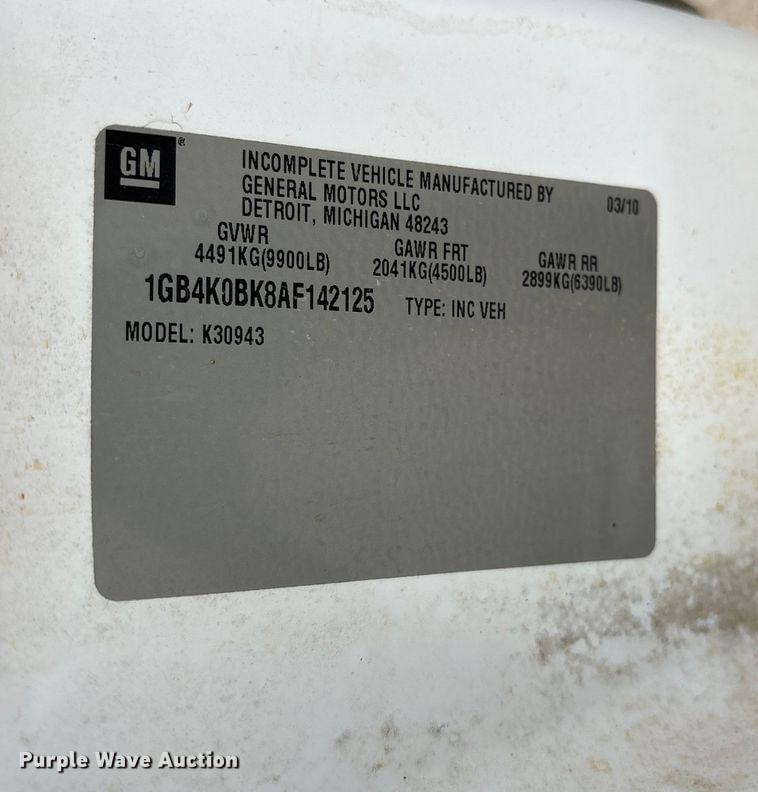 GM®
INCOMPLETE VEHICLE MANUFACTURED BY
GENERAL MOTORS LLC
DETROIT, MICHIGAN 48243
03/10
GVWR GAWR FRT GAWR RR
4491KG(9900LB) 2041KG(4500LB) 2899KG(6390LB)
1GB4K0BK8AF142125 TYPE: INC VEH
MODEL: K30943
Purple Wave Auction